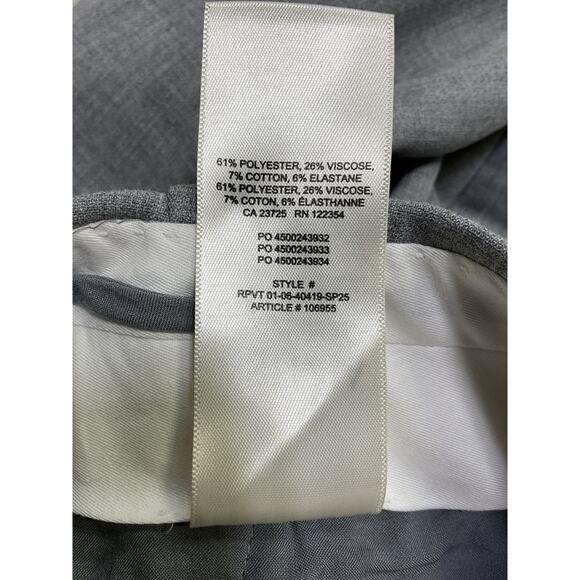 61% POLYESTER, 26% VISCOSE,
7% COTTON, 6% ELASTANE
61% POLYESTER, 26% VISCOSE,
7% COTON, 6% ÉLASTHANNE
CA 23725 RN 122354
PO 4500243932
PO 4500243933
PO 4500243934
STYLE #
RPVT 01-06-40419-SP25
ARTICLE # 106955